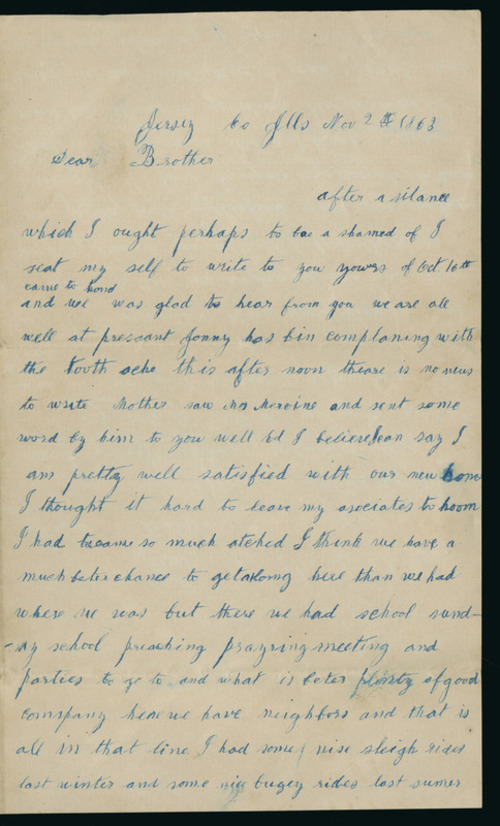 Jersey Co Ills Nov 2 1863
Dear Brother
after a silance
which I ought perhaps to bae a shamed of I
seat my self to write to you yours of Oct 16th
came to hand
and we was glad to hear from you we are all
well at presant Jonny has bin complaning with
the tooth ache this after noon theare is no news
to write Mother saw and sent some
word by him to you well Ed I believe I can say I
am pretty well satisfied with our new home
I thought it hard to leave my asociates to hoom
I had became so much atched I think we have a
much beter chance to get along here than we had
where we was but there we had school sund-
-ay school preaching prayring meeting and
parties to go to and what is beter plenty of good
company here we have neighbors and that is
all in that line I had some nise sleigh rides
last winter and some nice bugey rides last sumer